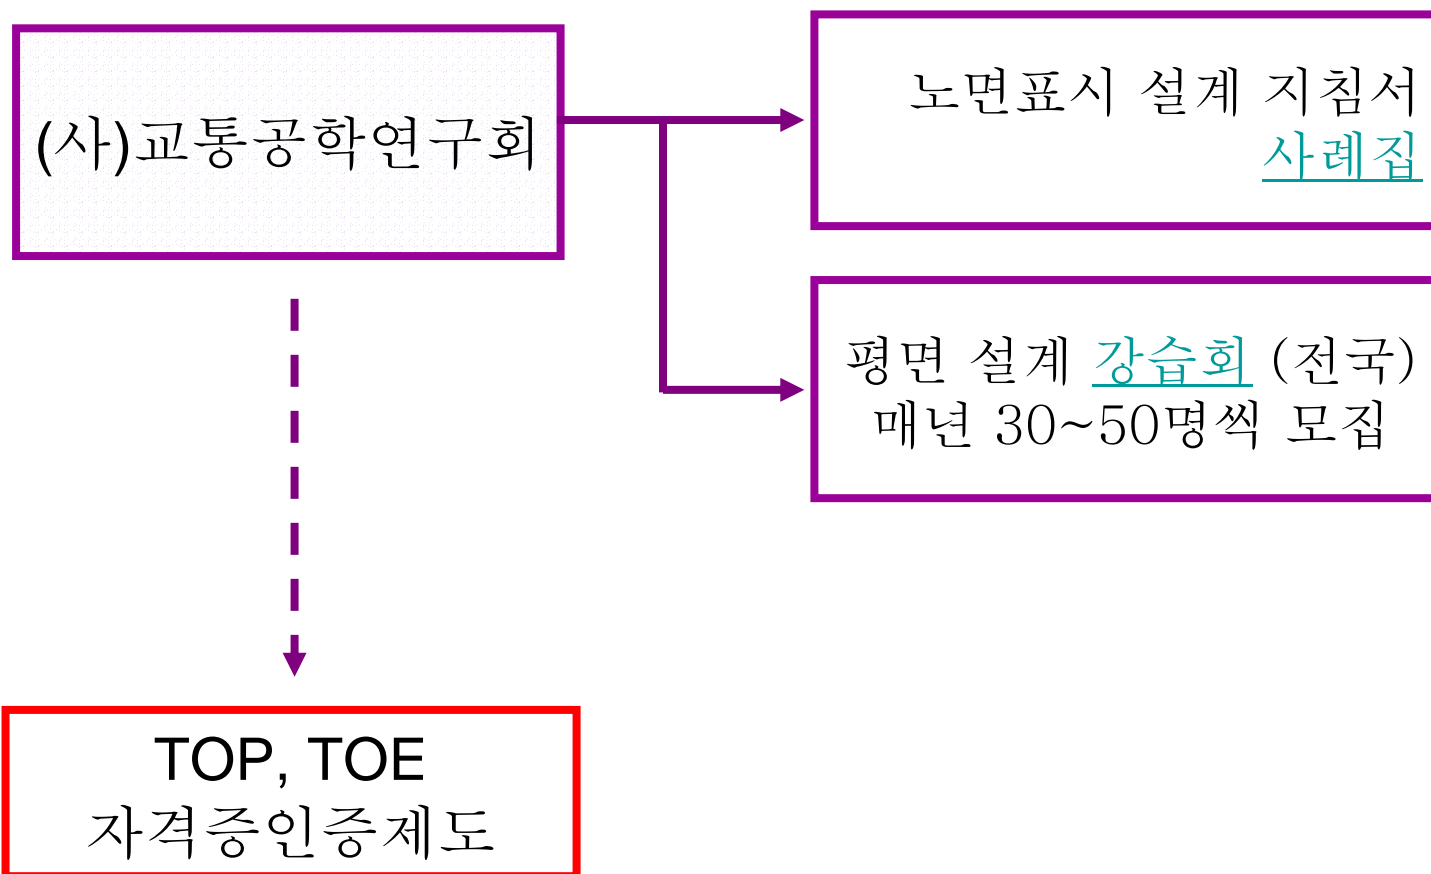 (사)교통공학연구회
노면표시 설계 지침서
사례집
평면 설계 강습회 (전국)
매년 30~50명씩 모집
TOP, TOE
자격증인증제도